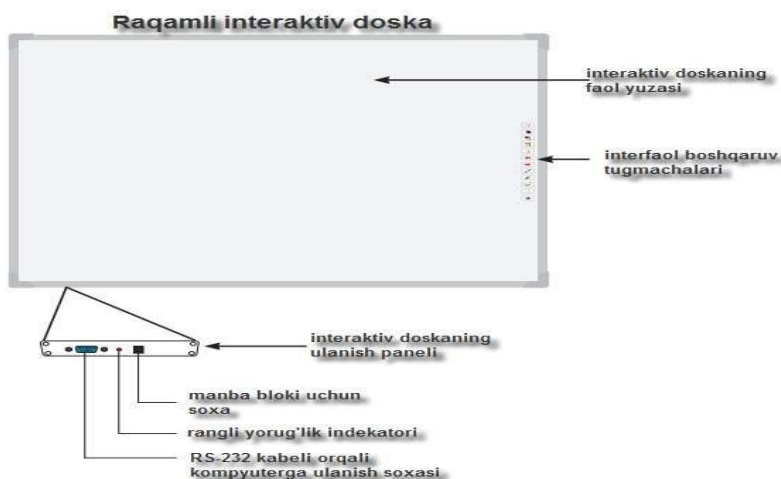 Raqamli interaktiv doska
interaktiv doskaning
faol yuzasi
interfaol boshqaruv
tugmachalari
interaktiv doskaning
ulanish paneli
manba bloki uchun
soxa
rangli yorug'lik indekatori
RS-232 kabeli orqali
kompyuterga ulanish soxasi